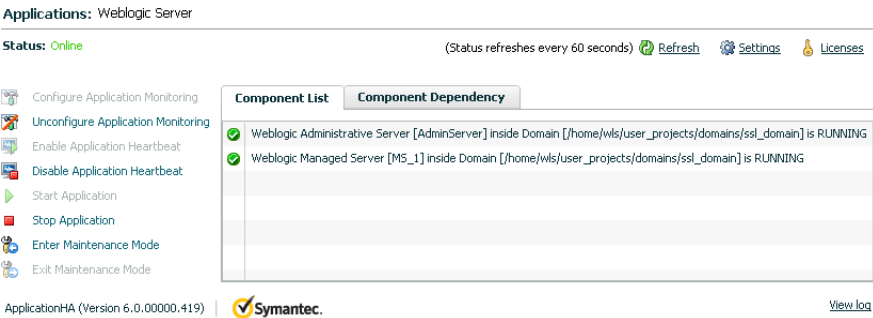 Applications: Weblogic Server
Status: Online
(Status refreshes every 60 seconds) Refresh Settings Licenses
Configure Application Monitoring
Unconfigure Application Monitoring
Enable Application Heartbeat
Disable Application Heartbeat
Start Application
Stop Application
Enter Maintenance Mode
Exit Maintenance Mode
Component List Component Dependency
Weblogic Administrative Server [AdminServer] inside Domain [/home/wls/user_projects/domains/ssl_domain] is RUNNING
Weblogic Managed Server [MS_1] inside Domain [/home/wls/user_projects/domains/ssl_domain] is RUNNING
ApplicationHA (Version 6.0.00000.419) Symantec. View log